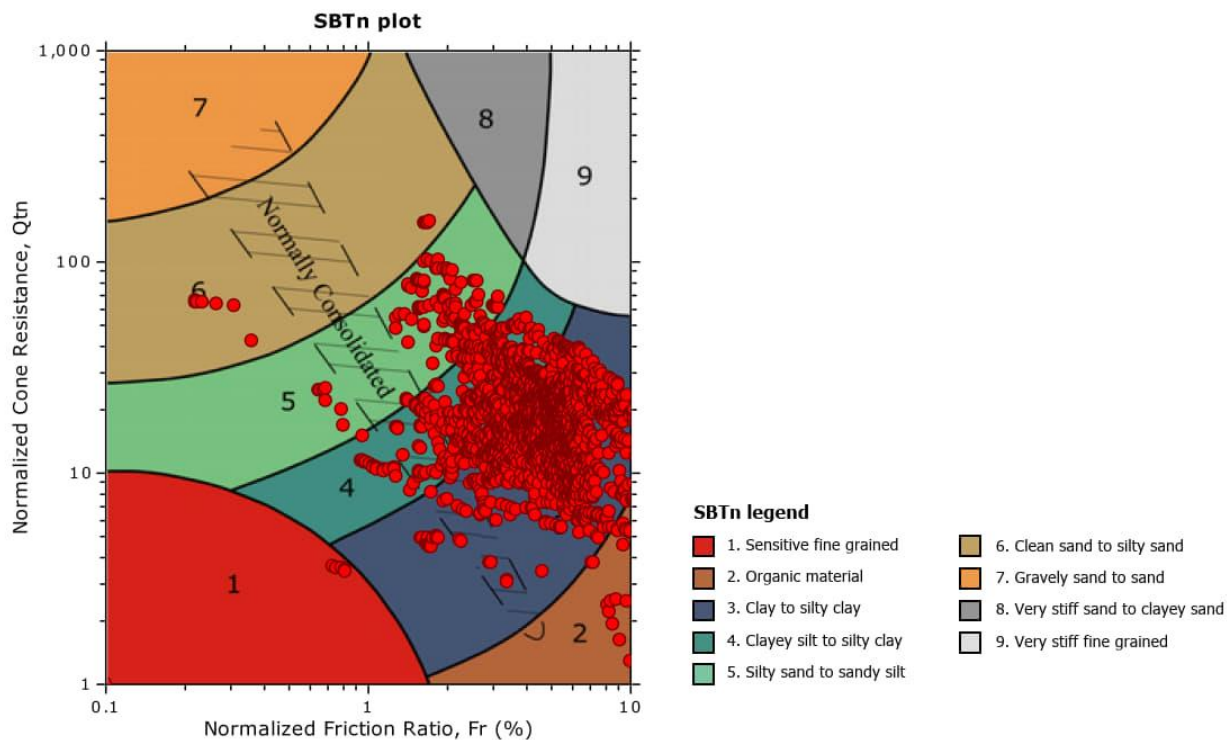 SBTn plot
1,000
100
10
1
Normalized Cone Resistance, Qtn
7
8
9
6
5
4
3
1
2
Normally Consolidated
0.1
1
10
Normalized Friction Ratio, Fr (%)
SBTn legend
1. Sensitive fine grained
2. Organic material
3. Clay to silty clay
4. Clayey silt to silty clay
5. Silty sand to sandy silt
6. Clean sand to silty sand
7. Gravely sand to sand
8. Very stiff sand to clayey sand
9. Very stiff fine grained